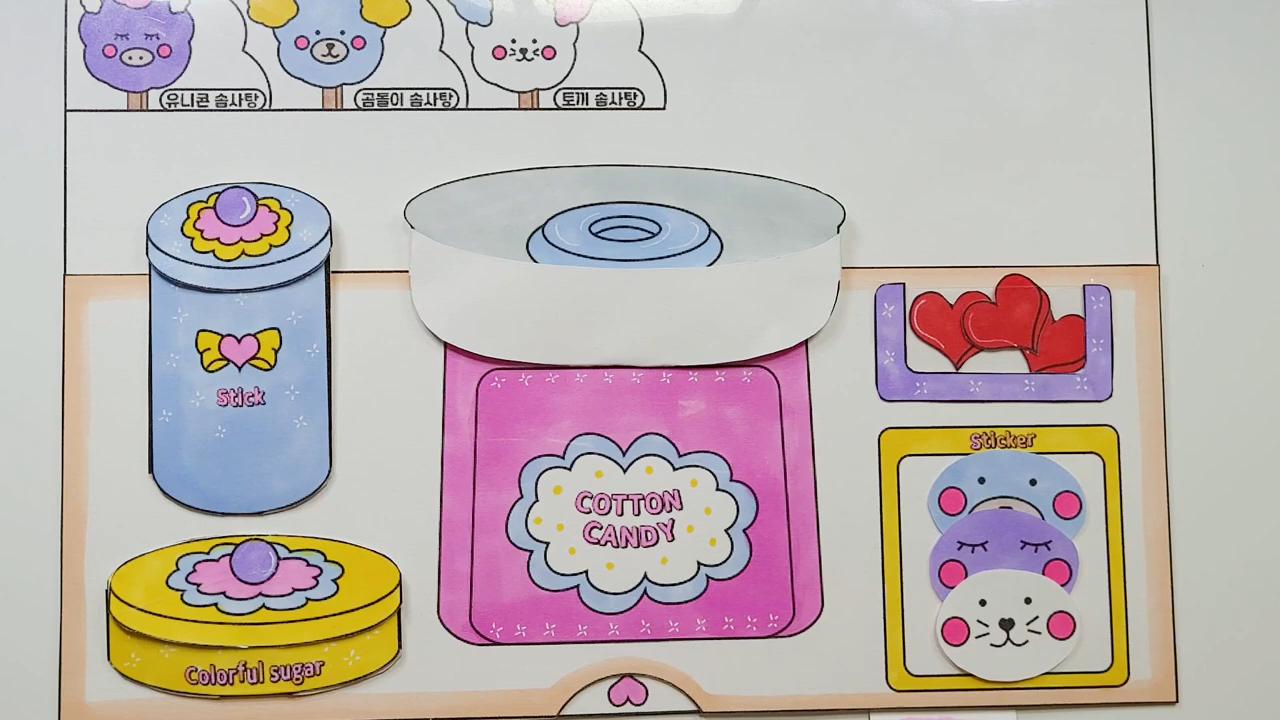 유니콘 솜사탕
곰돌이 솜사탕
토끼 솜사탕
Stick
Sticker
COTTON
CANDY
Colorful sugar